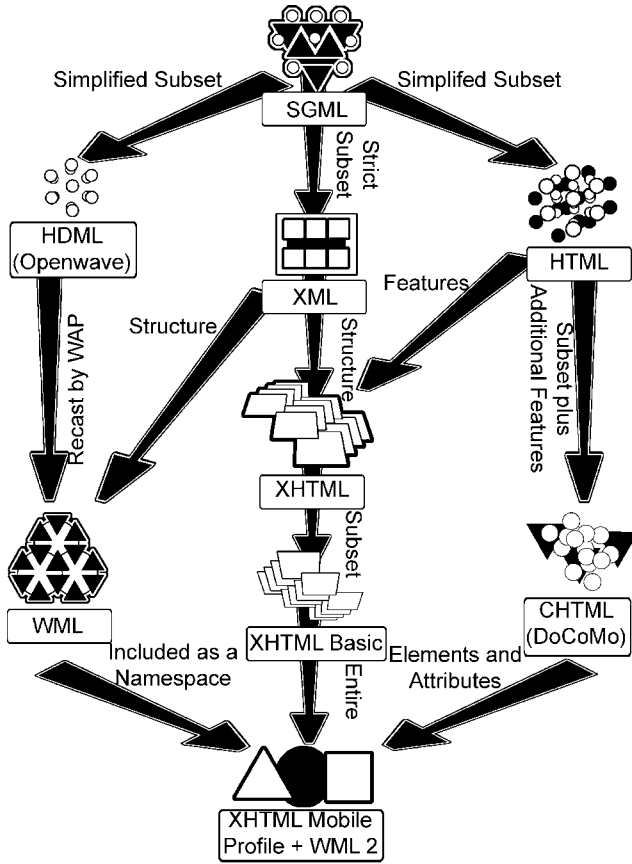 Simplified Subset
Simplifed Subset
SGML
Strict
Subset
HDML
(Openwave)
XML
HTML
Features
Structure
Structure
Recast by WAP
Subset plus
Additional Features
XHTML
Subset
WML
XHTML Basic
CHTML
(DoCoMo)
Included as a
Namespace
Entire
Elements and
Attributes
XHTML Mobile
Profile + WML 2